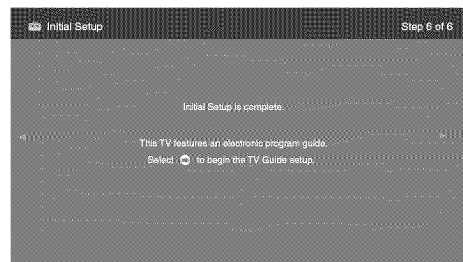 Initial Setup
Step 6 of 6
Initial Setup is complete.
This TV features an electronic program guide.
Select to begin the TV Guide setup.